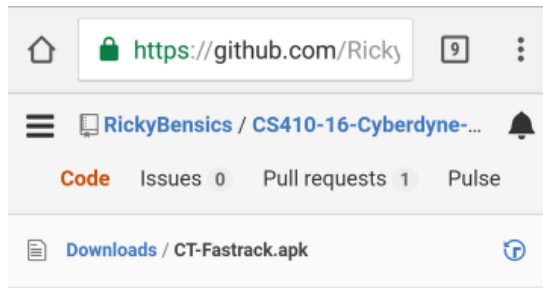 https://github.com/Ricky
9
RickyBensics / CS410-16-Cyberdyne-...
Code Issues 0 Pull requests 1 Pulse
Downloads / CT-Fastrack.apk